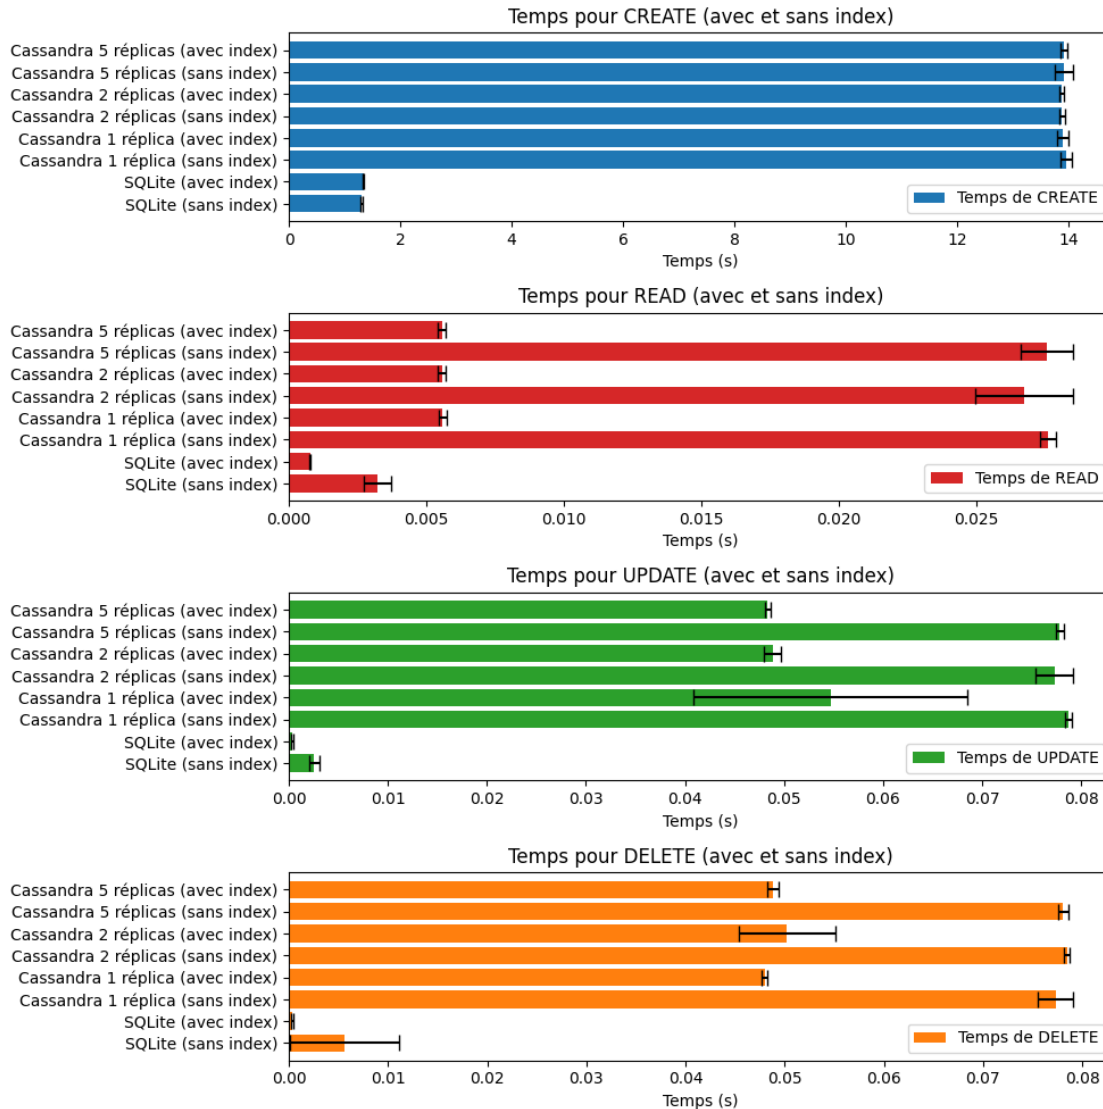 Temps pour CREATE (avec et sans index)
Cassandra 5 réplicas (avec index)
Cassandra 5 réplicas (sans index)
Cassandra 2 réplicas (avec index)
Cassandra 2 réplicas (sans index)
Cassandra 1 réplica (avec index)
Cassandra 1 réplica (sans index)
SQLite (avec index)
SQLite (sans index)
Temps de CREATE
0 2 4 6 8 10 12 14
Temps (s)
Temps pour READ (avec et sans index)
Cassandra 5 réplicas (avec index)
Cassandra 5 réplicas (sans index)
Cassandra 2 réplicas (avec index)
Cassandra 2 réplicas (sans index)
Cassandra 1 réplica (avec index)
Cassandra 1 réplica (sans index)
SQLite (avec index)
SQLite (sans index)
Temps de READ
0.000 0.005 0.010 0.015 0.020 0.025
Temps (s)
Temps pour UPDATE (avec et sans index)
Cassandra 5 réplicas (avec index)
Cassandra 5 réplicas (sans index)
Cassandra 2 réplicas (avec index)
Cassandra 2 réplicas (sans index)
Cassandra 1 réplica (avec index)
Cassandra 1 réplica (sans index)
SQLite (avec index)
SQLite (sans index)
Temps de UPDATE
0.00 0.01 0.02 0.03 0.04 0.05 0.06 0.07 0.08
Temps (s)
Temps pour DELETE (avec et sans index)
Cassandra 5 réplicas (avec index)
Cassandra 5 réplicas (sans index)
Cassandra 2 réplicas (avec index)
Cassandra 2 réplicas (sans index)
Cassandra 1 réplica (avec index)
Cassandra 1 réplica (sans index)
SQLite (avec index)
SQLite (sans index)
Temps de DELETE
0.00 0.01 0.02 0.03 0.04 0.05 0.06 0.07 0.08
Temps (s)